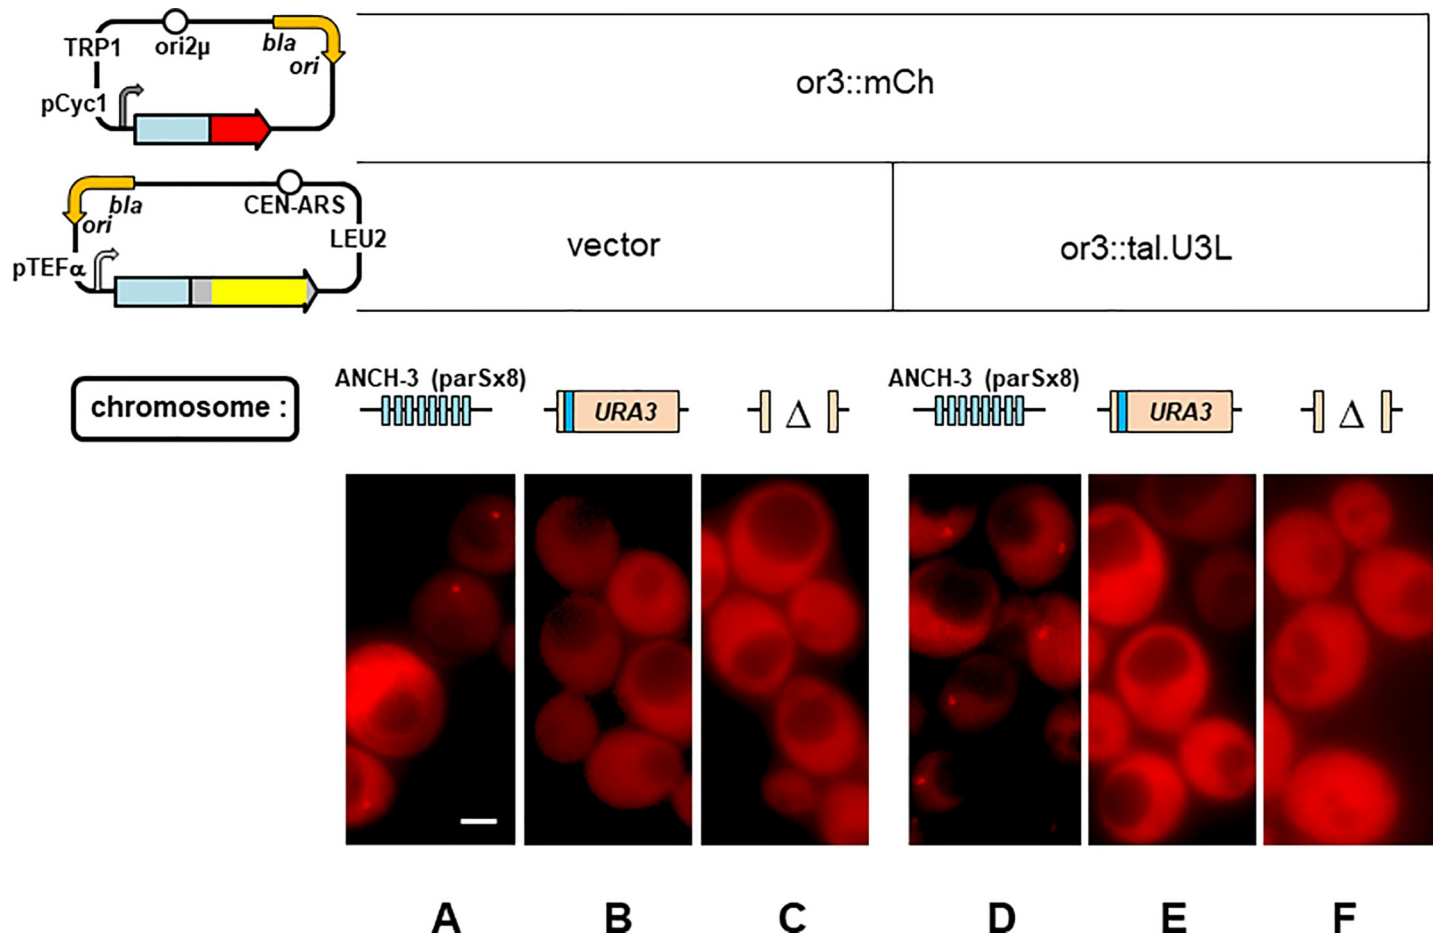 TRP1
ori2µ
bla
ori
pCyc1
or3::mCh
bla
ori
CEN-ARS
LEU2
pTEFα
vector
or3::tal.U3L
chromosome :
ANCH-3 (parSx8)
URA3
Δ
ANCH-3 (parSx8)
URA3
Δ
A B C D E F